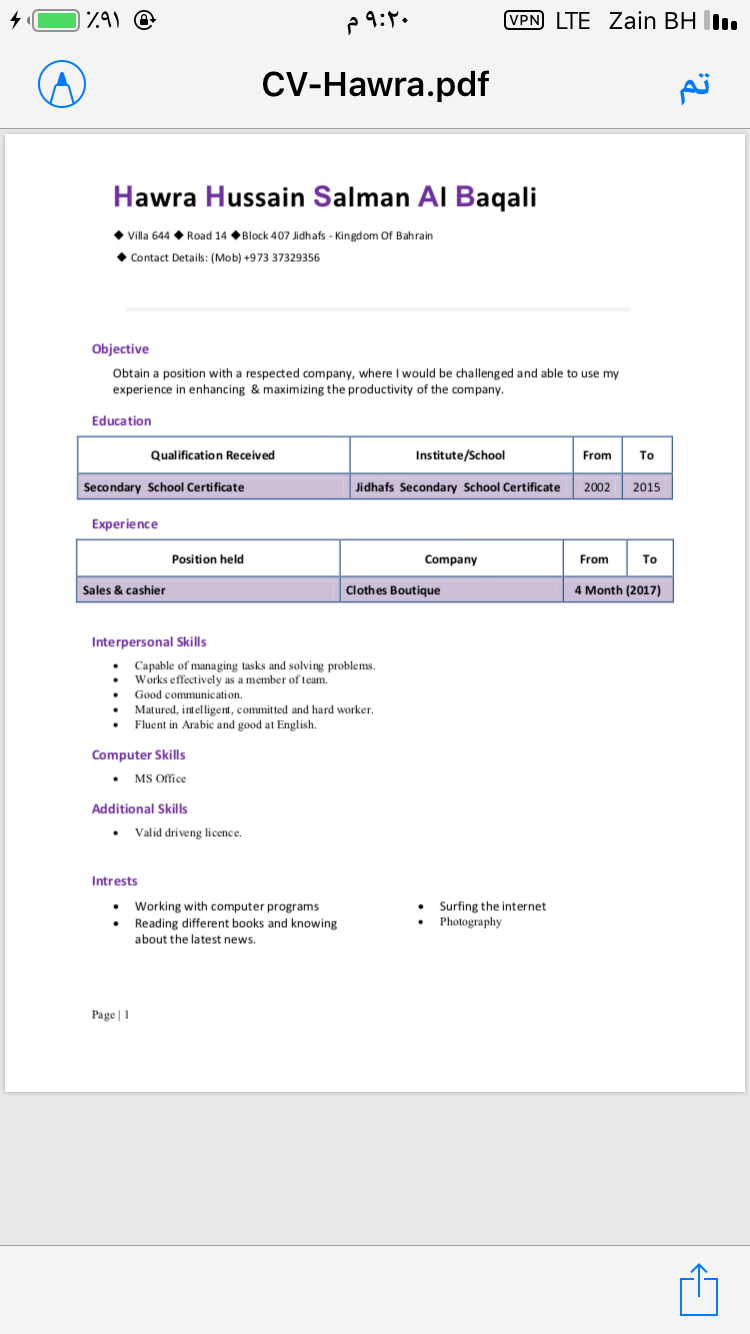 ٪٩١ ٩:٢٠ م VPN LTE Zain BH
CV-Hawra.pdf تم
Hawra Hussain Salman Al Baqali
◆ Villa 644 ◆ Road 14 ◆Block 407 Jidhafs - Kingdom Of Bahrain
◆ Contact Details: (Mob) +973 37329356
Objective
Obtain a position with a respected company, where I would be challenged and able to use my
experience in enhancing & maximizing the productivity of the company.
Education
Qualification Received Institute/School From To
Secondary School Certificate Jidhafs Secondary School Certificate 2002 2015
Experience
Position held Company From To
Sales & cashier Clothes Boutique 4 Month (2017)
Interpersonal Skills
• Capable of managing tasks and solving problems.
• Works effectively as a member of team.
• Good communication.
• Matured, intelligent, committed and hard worker.
• Fluent in Arabic and good at English.
Computer Skills
• MS Office
Additional Skills
• Valid driveng licence.
Intrests
• Working with computer programs
• Reading different books and knowing
about the latest news.
• Surfing the internet
• Photography
Page | 1